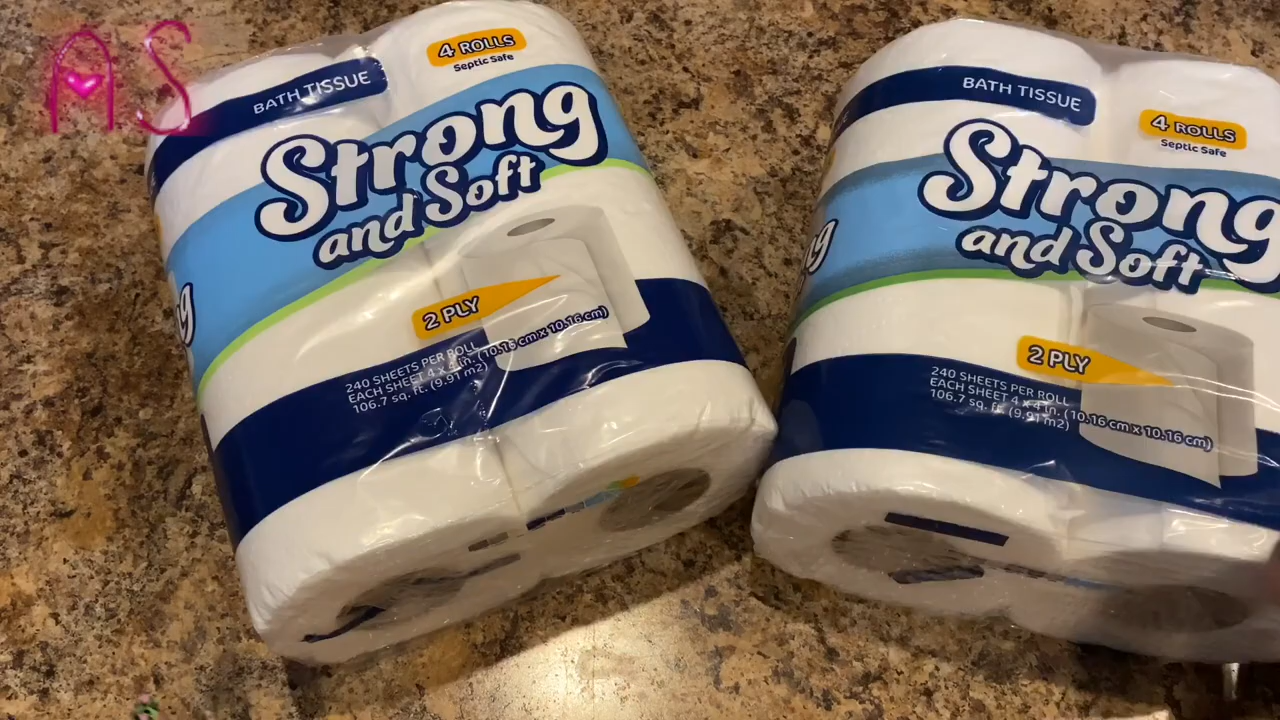 AS
BATH TISSUE
4 ROLLS
Septic Safe
Strong
and Soft
2 PLY
240 SHEETS PER ROLL
EACH SHEET 4 x 4 in. (10.16 cm x 10.16 cm)
106.7 sq. ft. (9.91 m2)
ng
BATH TISSUE
4 ROLLS
Septic Safe
Strong
and Soft
2 PLY
240 SHEETS PER ROLL
EACH SHEET 4 x 4 in. (10.16 cm x 10.16 cm)
106.7 sq. ft. (9.91 m2)
ng